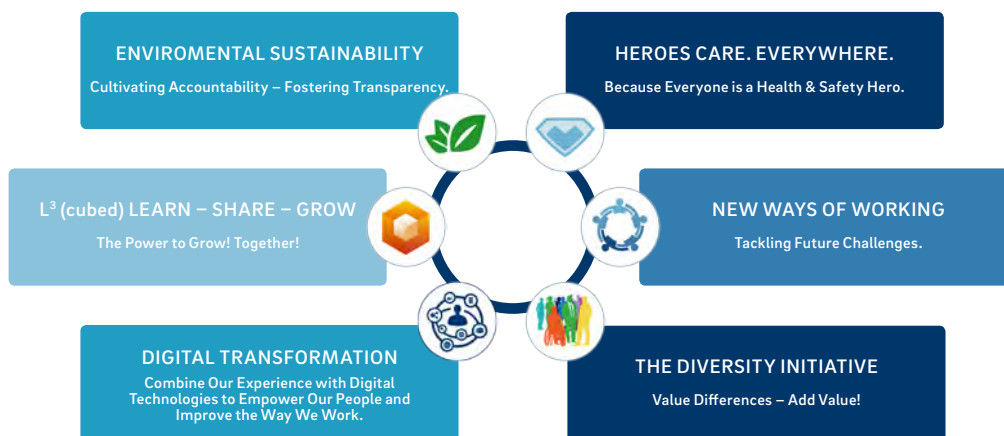 ENVIROMENTAL SUSTAINABILITY
Cultivating Accountability – Fostering Transparency.
HEROES CARE. EVERYWHERE.
Because Everyone is a Health & Safety Hero.
L³ (cubed) LEARN – SHARE – GROW
The Power to Grow! Together!
NEW WAYS OF WORKING
Tackling Future Challenges.
DIGITAL TRANSFORMATION
Combine Our Experience with Digital
Technologies to Empower Our People and
Improve the Way We Work.
THE DIVERSITY INITIATIVE
Value Differences – Add Value!